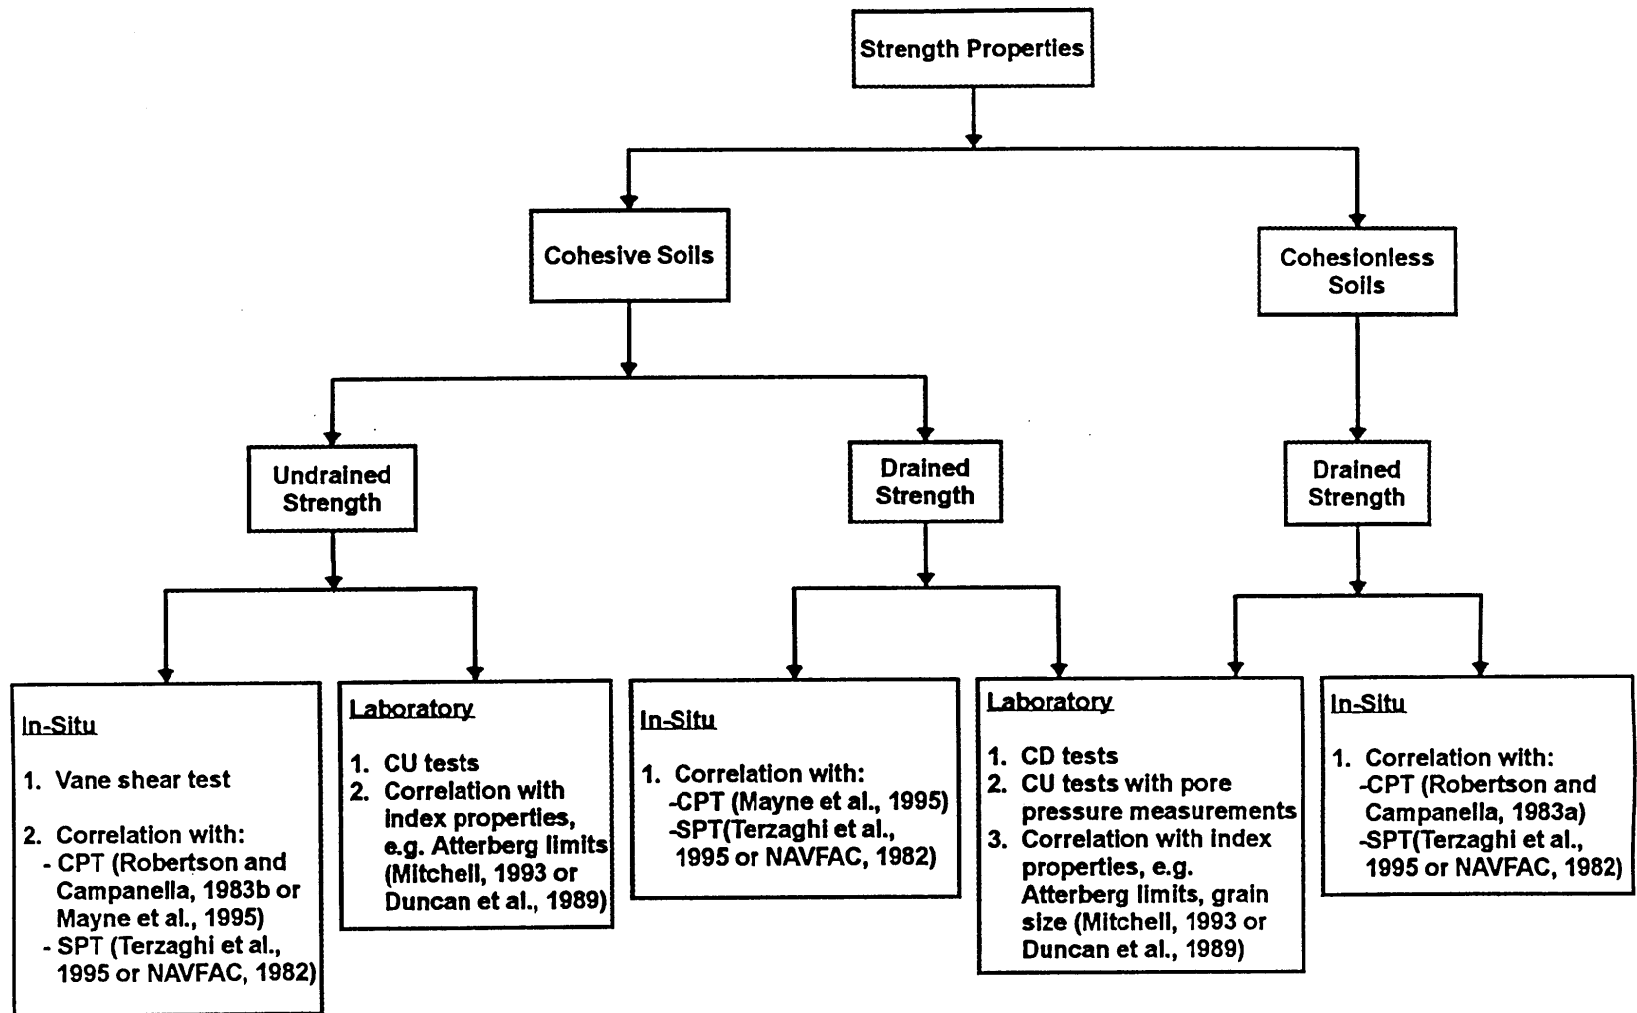 Strength Properties
Cohesive Soils
Cohesionless
Soils
Undrained
Strength
Drained
Strength
Drained
Strength
In-Situ
1. Vane shear test
2. Correlation with:
- CPT (Robertson and
Campanella, 1983b or
Mayne et al., 1995)
- SPT (Terzaghi et al.,
1995 or NAVFAC, 1982)
Laboratory
1. CU tests
2. Correlation with
index properties,
e.g. Atterberg limits
(Mitchell, 1993 or
Duncan et al., 1989)
In-Situ
1. Correlation with:
-CPT (Mayne et al., 1995)
-SPT(Terzaghi et al.,
1995 or NAVFAC, 1982)
Laboratory
1. CD tests
2. CU tests with pore
pressure measurements
3. Correlation with index
properties, e.g.
Atterberg limits, grain
size (Mitchell, 1993 or
Duncan et al., 1989)
In-Situ
1. Correlation with:
-CPT (Robertson and
Campanella, 1983a)
-SPT(Terzaghi et al.,
1995 or NAVFAC, 1982)